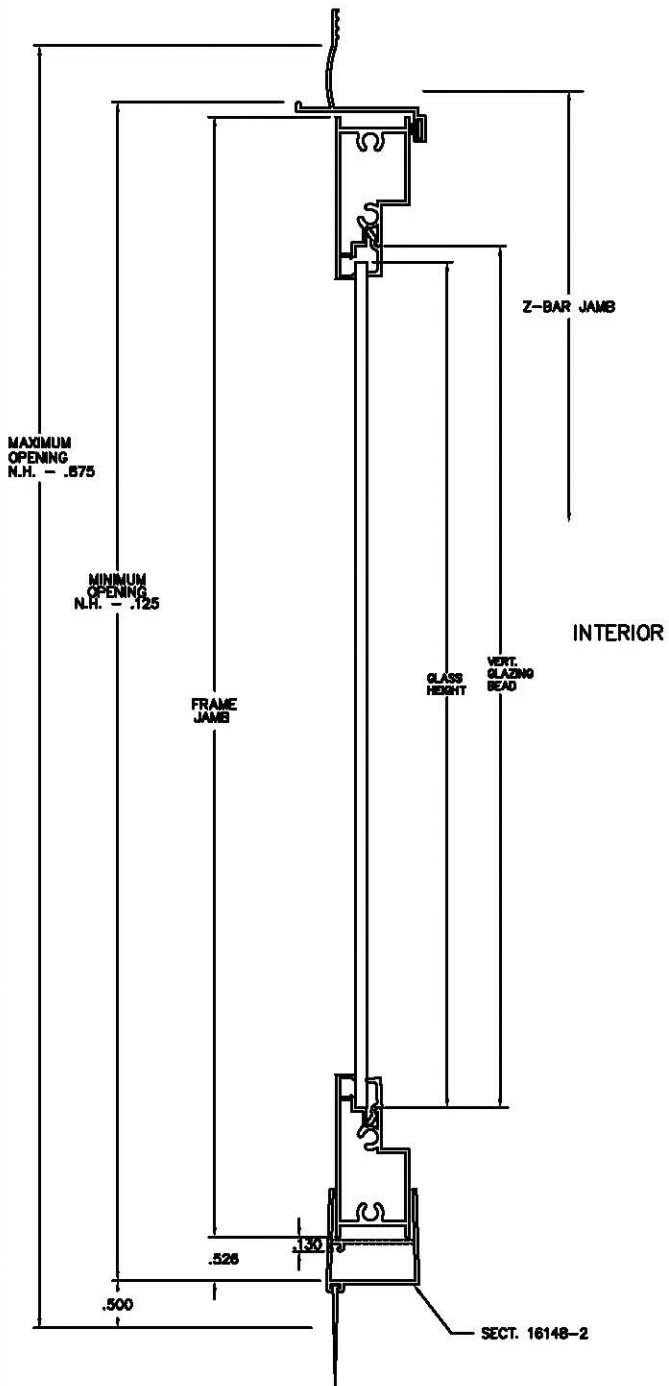 Z-BAR JAMB
MAXIMUM
OPENING
N.H. - .875
MINIMUM
OPENING
N.H. - .125
INTERIOR
GLASS
HEIGHT
VERT.
GLAZING
BEAD
FRAME
JAMB
.130
.526
.500
SECT. 16148-2